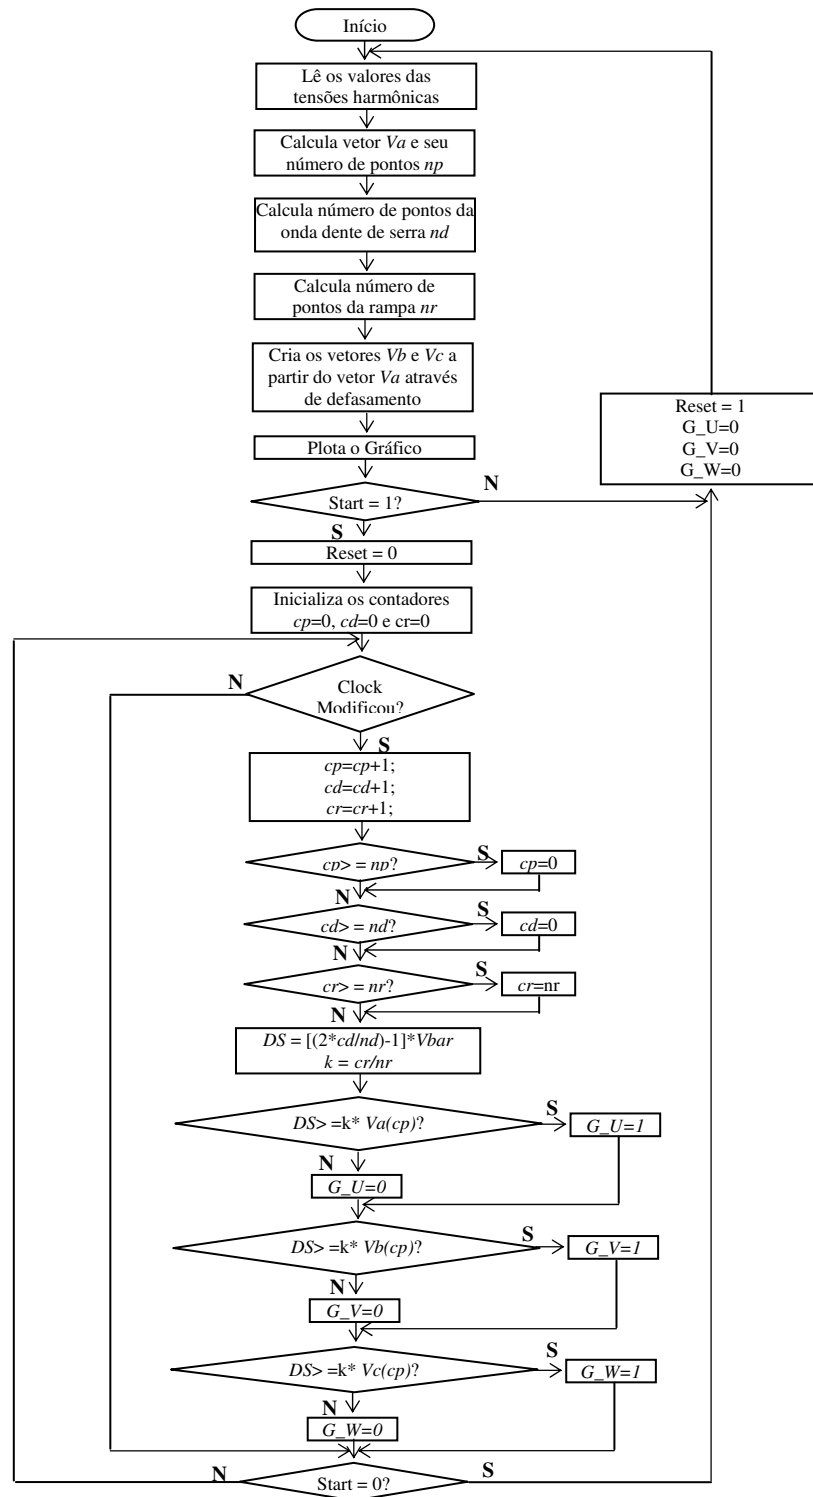 Início
Lê os valores das
tensões harmônicas
Calcula vetor Va e seu
número de pontos np
Calcula número de pontos da
onda dente de serra nd
Calcula número de
pontos da rampa nr
Cria os vetores Vb e Vc a
partir do vetor Va através
de defasamento
Plota o Gráfico
Reset = 1
G_U=0
G_V=0
G_W=0
Start = 1?
N
S
Reset = 0
Inicializa os contadores
cp=0, cd=0 e cr=0
Clock
Modificou?
N
S
cp=cp+1;
cd=cd+1;
cr=cr+1;
cp> = np?
S
cp=0
N
cd> = nd?
S
cd=0
N
cr> = nr?
S
cr=nr
N
DS = [(2*cd/nd)-1]*Vbar
k = cr/nr
DS> =k* Va(cp)?
S
G_U=1
N
G_U=0
DS> =k* Vb(cp)?
S
G_V=1
N
G_V=0
DS> =k* Vc(cp)?
S
G_W=1
N
G_W=0
Start = 0?
N
S